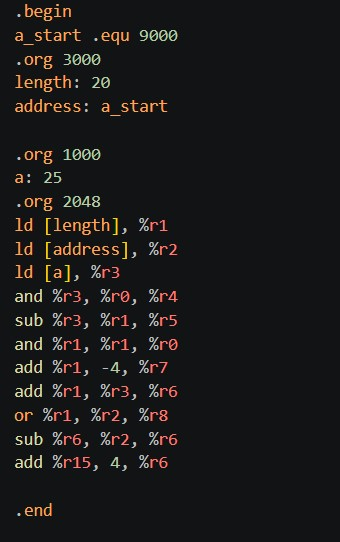 .begin
a_start .equ 9000
.org 3000
length: 20
address: a_start
.org 1000
a: 25
.org 2048
ld [length], %r1
ld [address], %r2
ld [a], %r3
and %r3, %r0, %r4
sub %r3, %r1, %r5
and %r1, %r1, %r0
add %r1, -4, %r7
add %r1, %r3, %r6
or %r1, %r2, %r8
sub %r6, %r2, %r6
add %r15, 4, %r6
.end